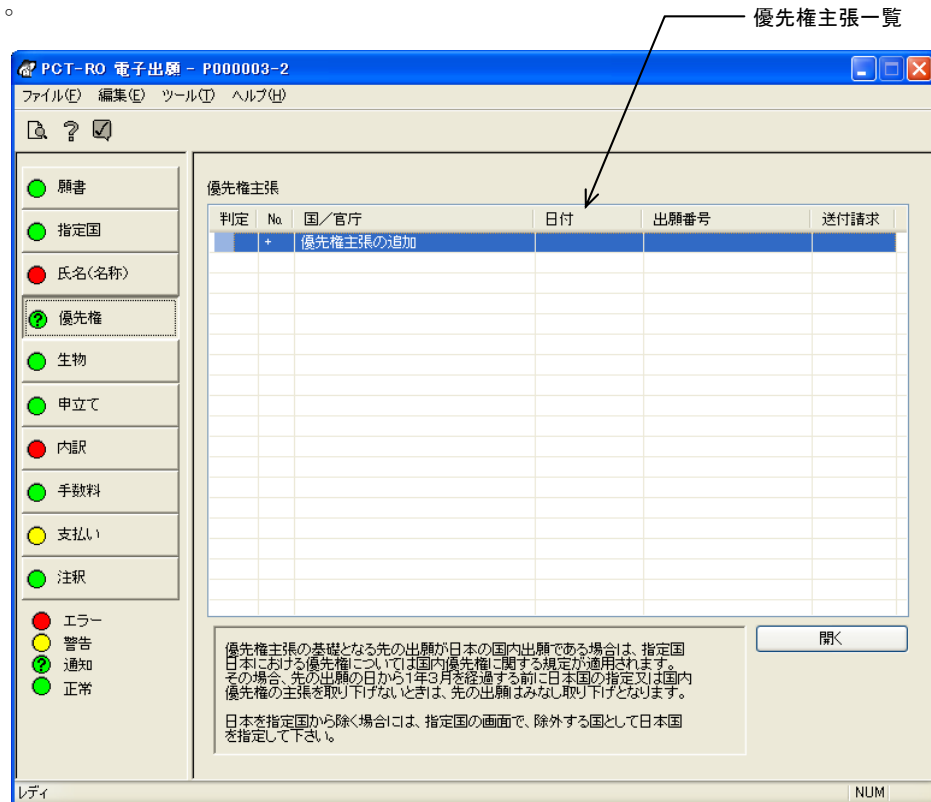 。
優先権主張一覧
PCT-RO 電子出願 - P000003-2
ファイル(F) 編集(E) ツール(T) ヘルプ(H)
願書
指定国
氏名(名称)
優先権
生物
申立て
内訳
手数料
支払い
注釈
エラー
警告
通知
正常
優先権主張
判定 No. 国/官庁 日付 出願番号 送付請求
+ 優先権主張の追加
優先権主張の基礎となる先の出願が日本の国内出願である場合は、指定国
日本における優先権については国内優先権に関する規定が適用されます。
その場合、先の出願の日から1年3月を経過する前に日本国の指定又は国内
優先権の主張を取り下げないときは、先の出願はみなし取り下げとなります。
日本を指定国から除く場合には、指定国の画面で、除外する国として日本国
を指定して下さい。
開く
レディ NUM